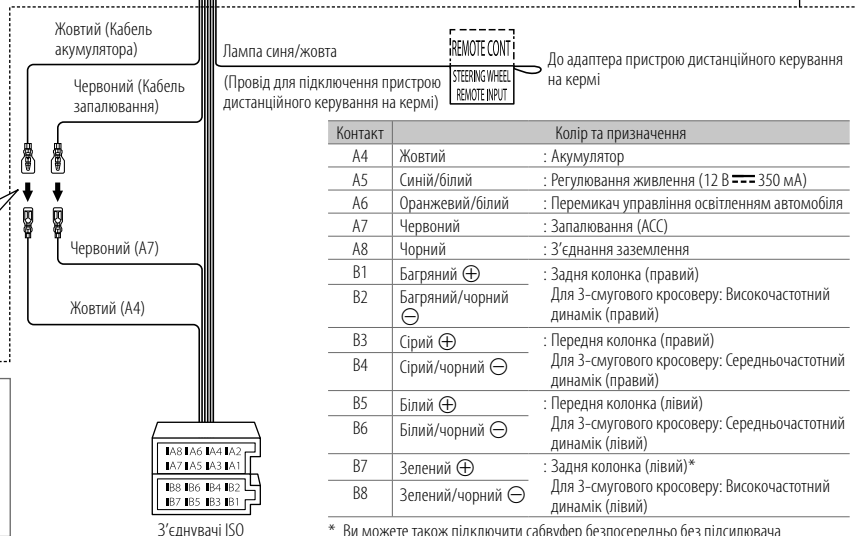 Жовтий (Кабель
акумулятора)
Червоний (Кабель
запалювання)
Лампа синя/жовта
(Провід для підключення пристрою
дистанційного керування на кермі)
REMOTE CONT
STEERING WHEEL
REMOTE INPUT
До адаптера пристрою дистанційного керування
на кермі
Червоний (A7)
Жовтий (A4)
A8 A6 A4 A2
A7 A5 A3 A1
B8 B6 B4 B2
B7 B5 B3 B1
З’єднувачі ISO
Контакт Колір та призначення
A4 Жовтий : Акумулятор
A5 Синій/білий : Регулювання живлення (12 В ⎓ 350 мА)
A6 Оранжевий/білий : Перемикач управління освітленням автомобіля
A7 Червоний : Запалювання (ACC)
A8 Чорний : З’єднання заземлення
B1 Багряний ⊕ : Задня колонка (правий)
B2 Багряний/чорний Для 3-смугового кросоверу: Високочастотний
⊖ динамік (правий)
B3 Сірий ⊕ : Передня колонка (правий)
B4 Сірий/чорний ⊖ Для 3-смугового кросоверу: Середньочастотний
динамік (правий)
B5 Білий ⊕ : Передня колонка (лівий)
B6 Білий/чорний ⊖ Для 3-смугового кросоверу: Середньочастотний
динамік (лівий)
B7 Зелений ⊕ : Задня колонка (лівий)*
B8 Зелений/чорний ⊖ Для 3-смугового кросоверу: Високочастотний
динамік (лівий)
* Ви можете також підключити сабвуфер безпосередньо без підсилювача